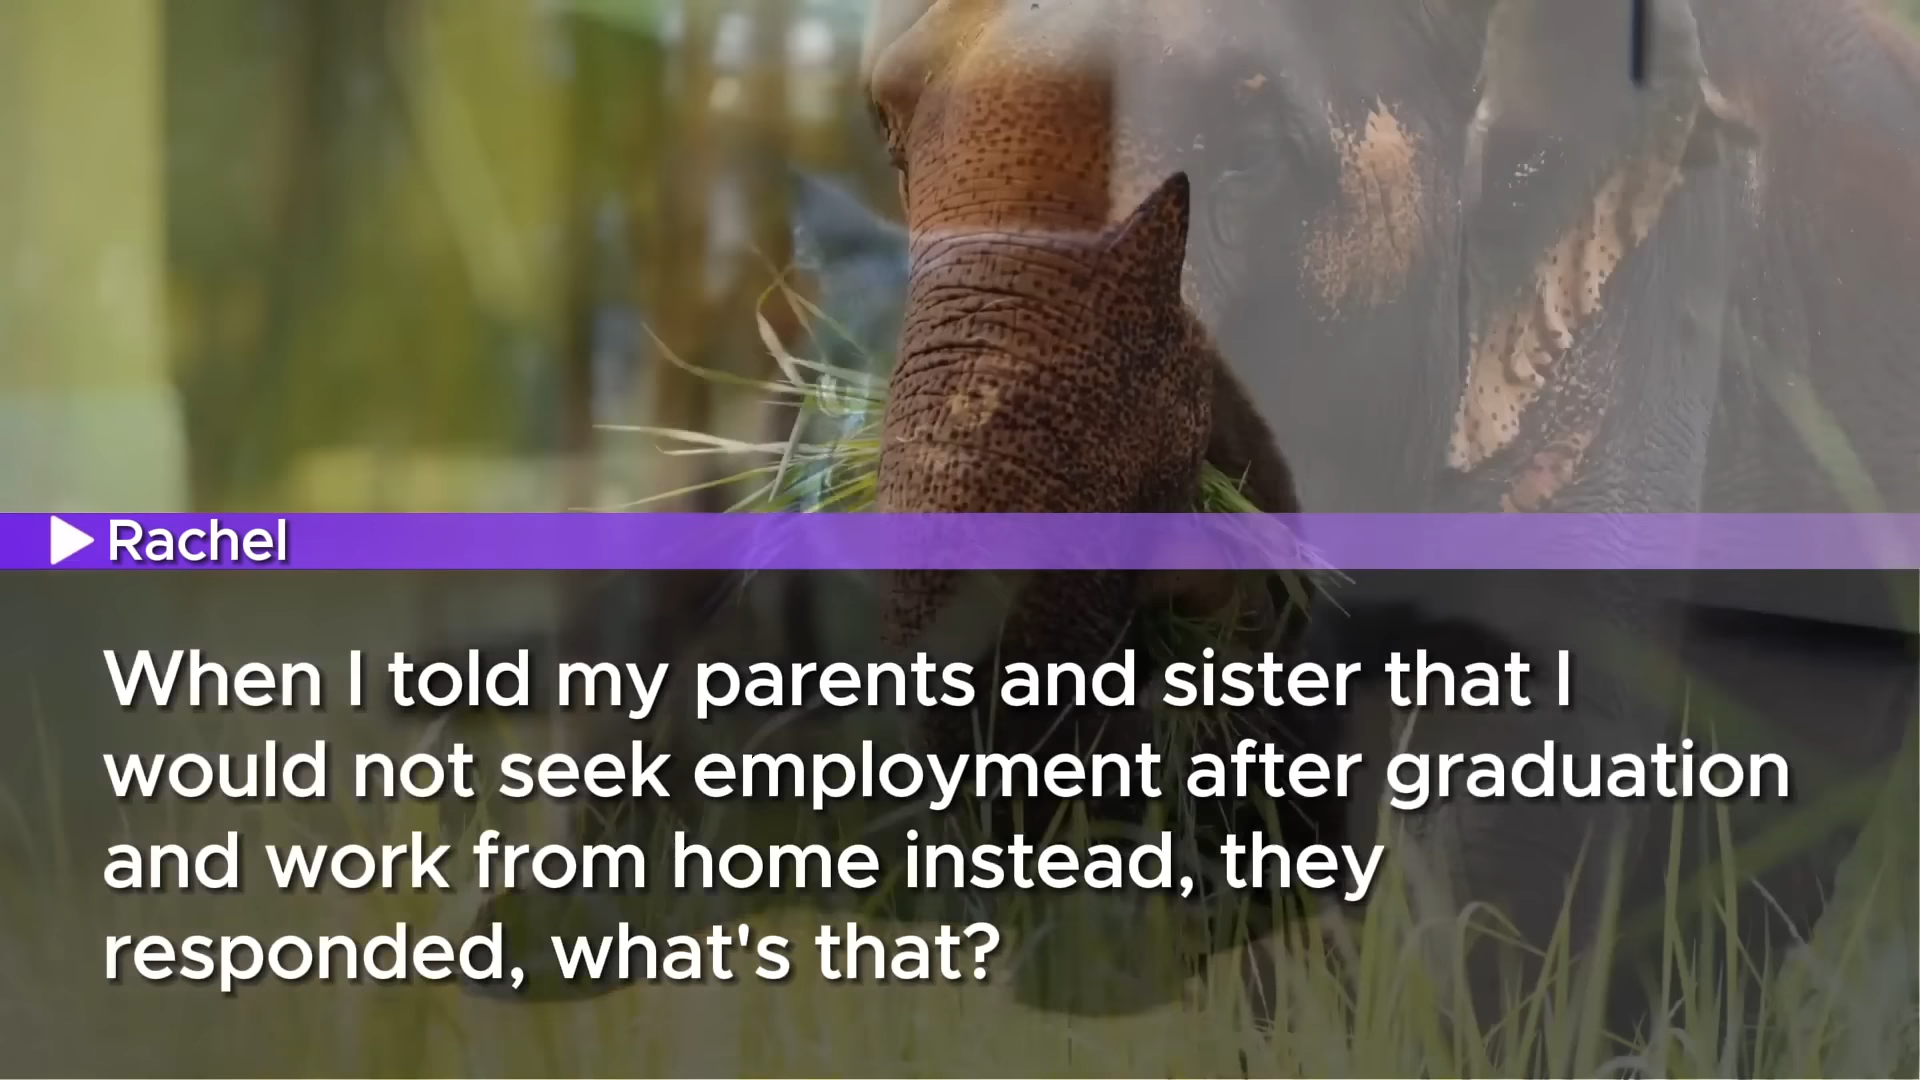 Rachel
When I told my parents and sister that I
would not seek employment after graduation
and work from home instead, they
responded, what's that?